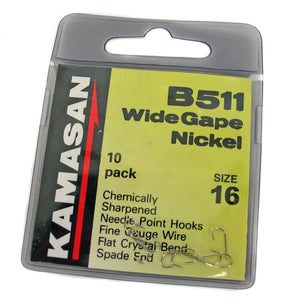 KAMASAN
B511
Wide Gape
Nickel
10
pack
SIZE
16
Chemically
Sharpened
Needle Point Hooks
Fine Gauge Wire
Flat Crystal Bend
Spade End